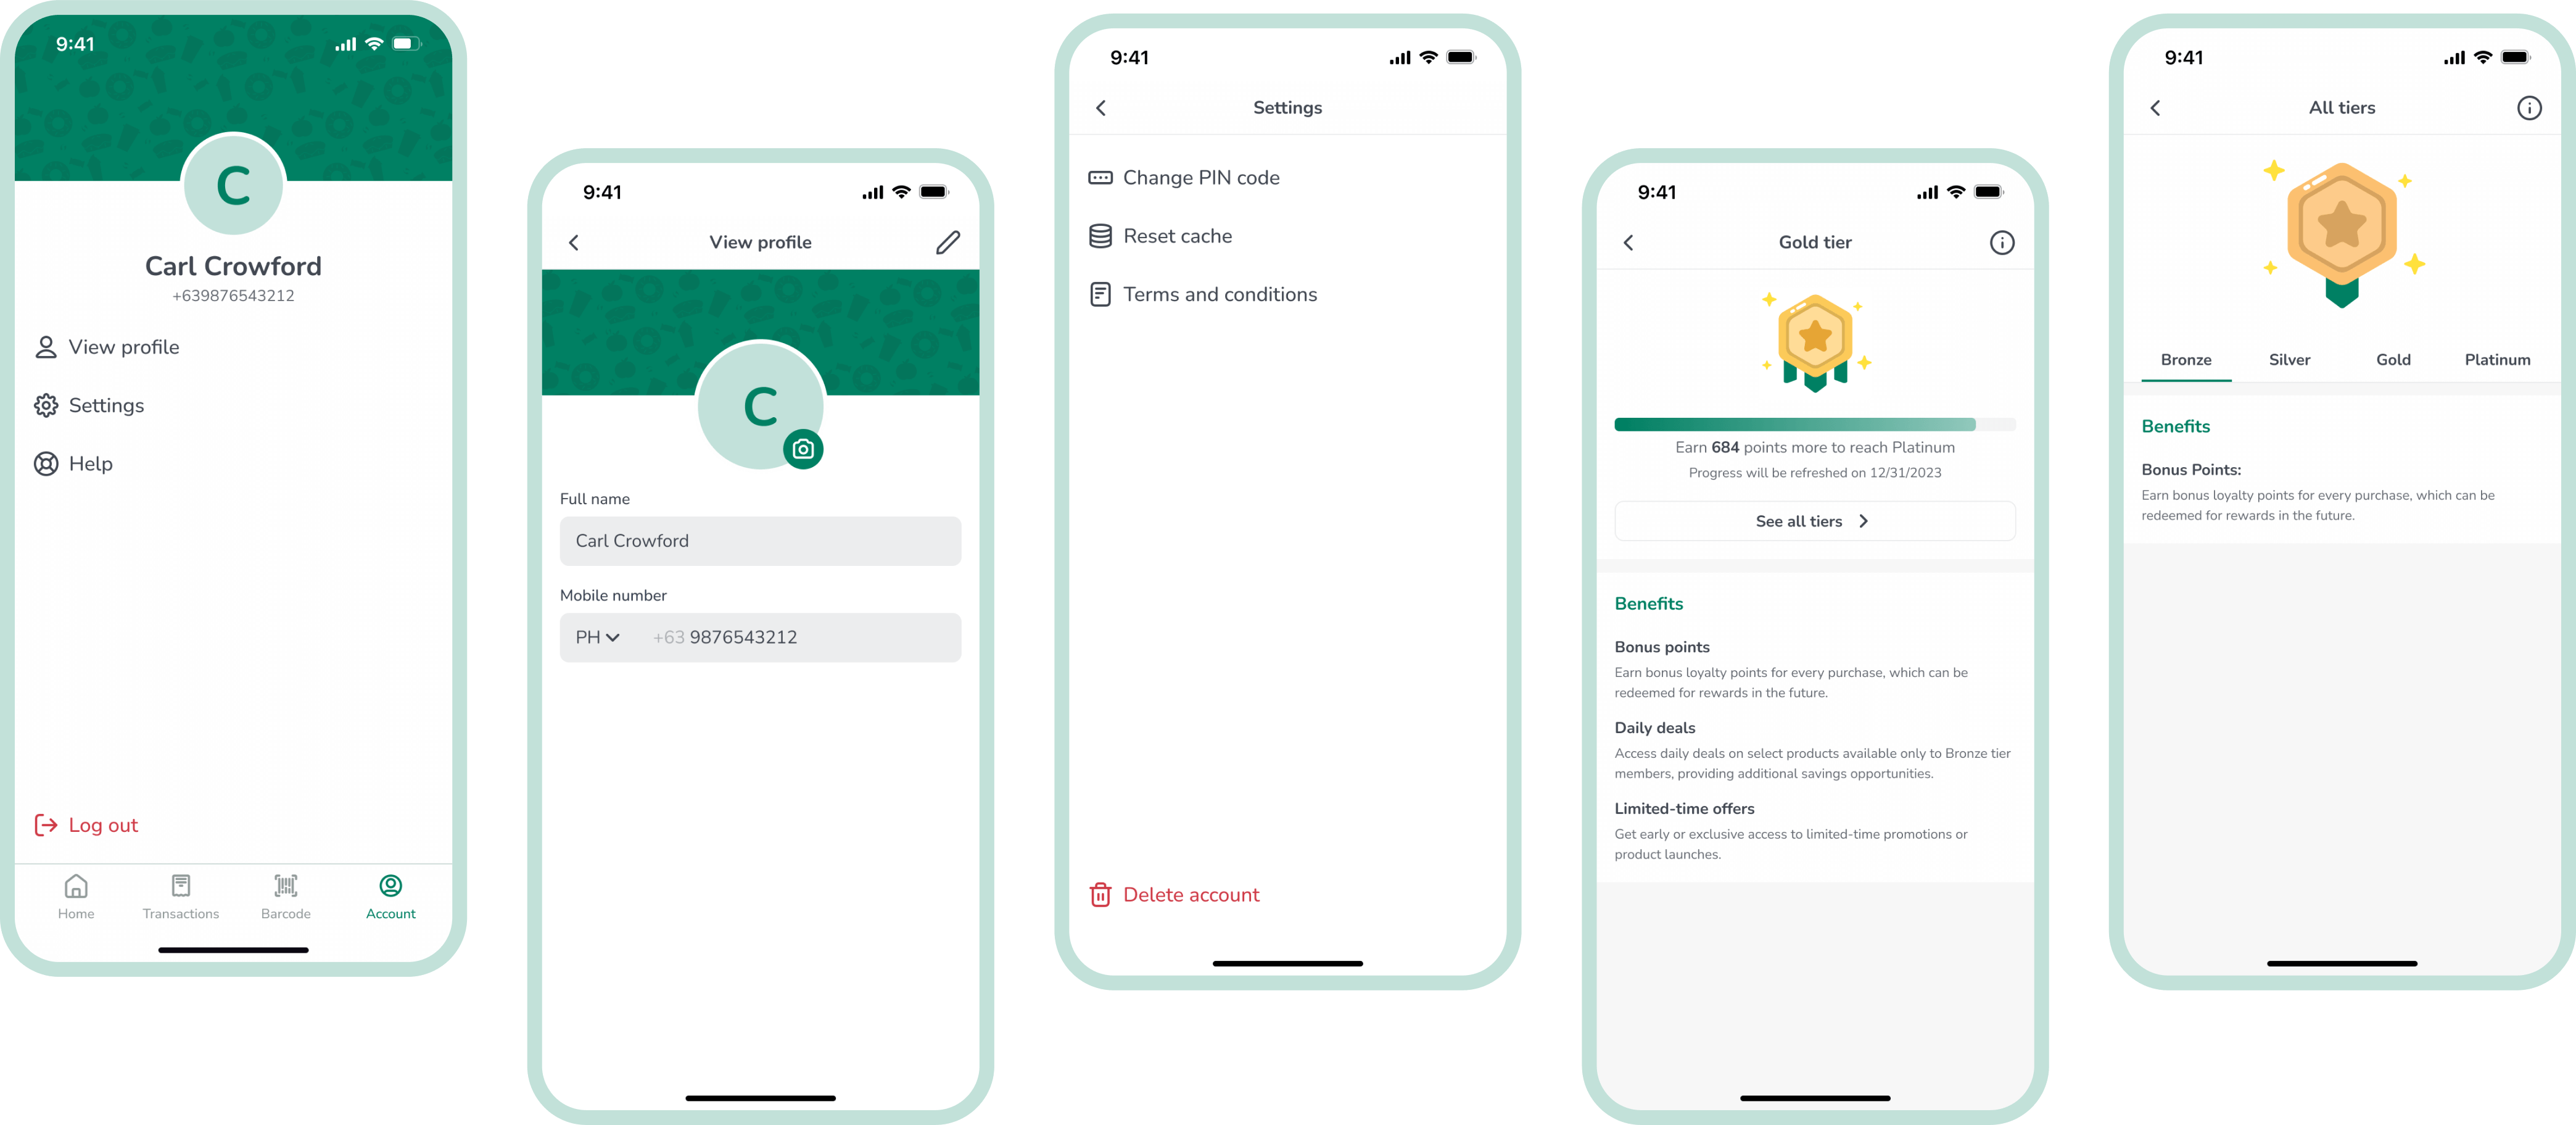 9:41
C
Carl Crowford
+639876543212
View profile
Settings
Help
Log out
Home
Transactions
Barcode
Account
9:41
View profile
C
Full name
Carl Crowford
Mobile number
PH
+63 9876543212
9:41
Settings
Change PIN code
Reset cache
Terms and conditions
Delete account
9:41
Gold tier
Earn 684 points more to reach Platinum
Progress will be refreshed on 12/31/2023
See all tiers
Benefits
Bonus points
Earn bonus loyalty points for every purchase, which can be
redeemed for rewards in the future.
Daily deals
Access daily deals on select products available only to Bronze tier
members, providing additional savings opportunities.
Limited-time offers
Get early or exclusive access to limited-time promotions or
product launches.
9:41
All tiers
Bronze
Silver
Gold
Platinum
Benefits
Bonus Points:
Earn bonus loyalty points for every purchase, which can be
redeemed for rewards in the future.